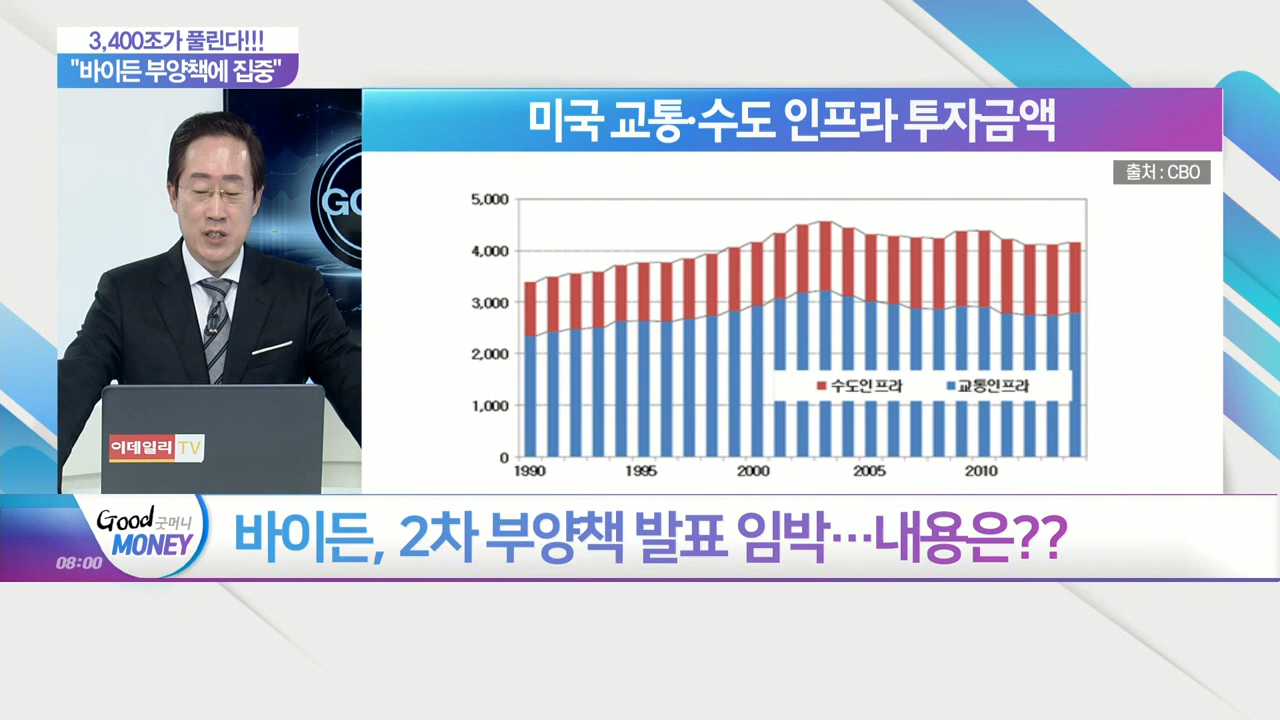 3,400조가 풀린다!!!
"바이든 부양책에 집중"
미국 교통·수도 인프라 투자금액
출처 : CBO
GO
5,000
4,000
3,000
2,000
1,000
0
수도인프라
교통인프라
1990
1995
2000
2005
2010
이데일리 TV
Good 굿머니
MONEY
08:00
바이든, 2차 부양책 발표 임박···내용은??